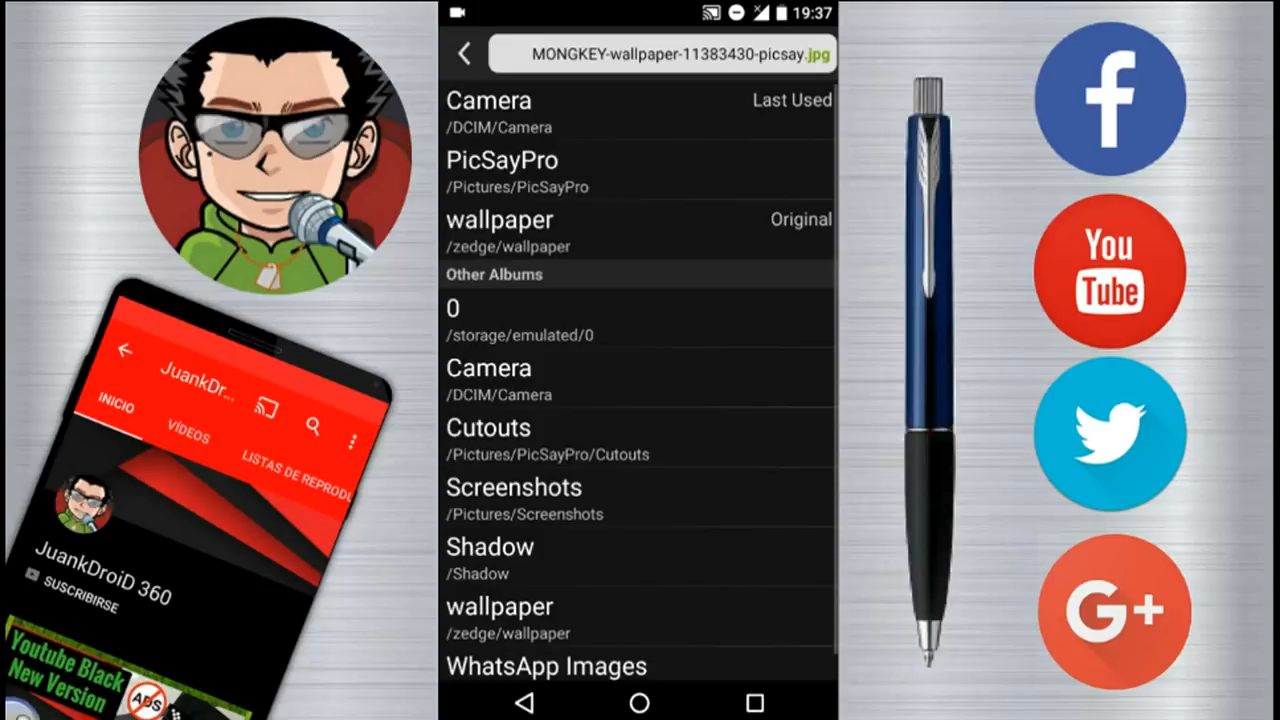 19:37
MONGKEY-wallpaper-11383430-picsay.jpg
Camera
Last Used
/DCIM/Camera
PicSayPro
/Pictures/PicSayPro
wallpaper
Original
/zedge/wallpaper
Other Albums
0
/storage/emulated/0
Camera
/DCIM/Camera
Cutouts
/Pictures/PicSayPro/Cutouts
Screenshots
/Pictures/Screenshots
Shadow
/Shadow
wallpaper
/zedge/wallpaper
WhatsApp Images
JuankDr...
INICIO
VÍDEOS
LISTAS DE REPRODU
JuankDroiD 360
SUSCRIBIRSE
Youtube Black
New Version
ADS
f
You
Tube
G+